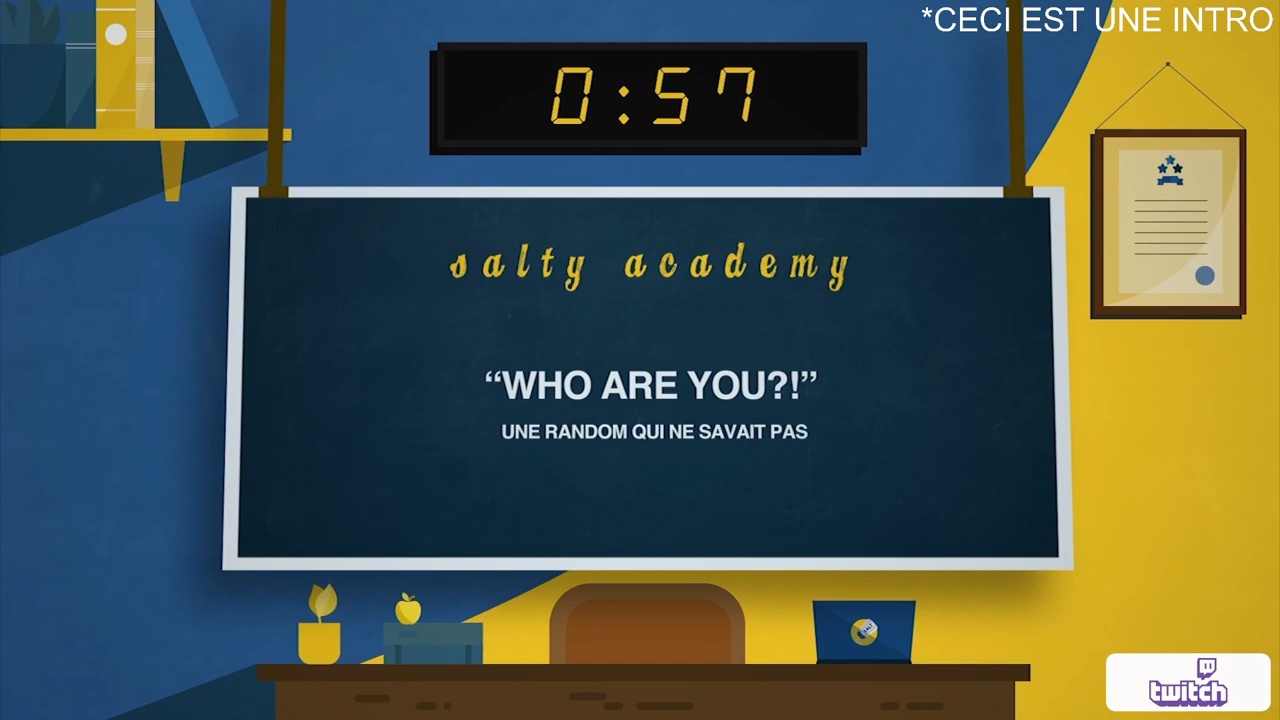 *CECI EST UNE INTRO
0:57
salty academy
“WHO ARE YOU?!”
UNE RANDOM QUI NE SAVAIT PAS
twitch